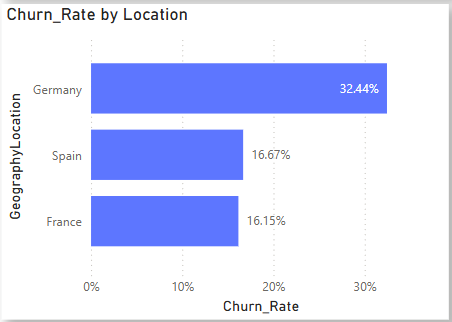 Churn_Rate by Location
GeographyLocation
Germany
32.44%
Spain
16.67%
France
16.15%
0% 10% 20% 30%
Churn_Rate